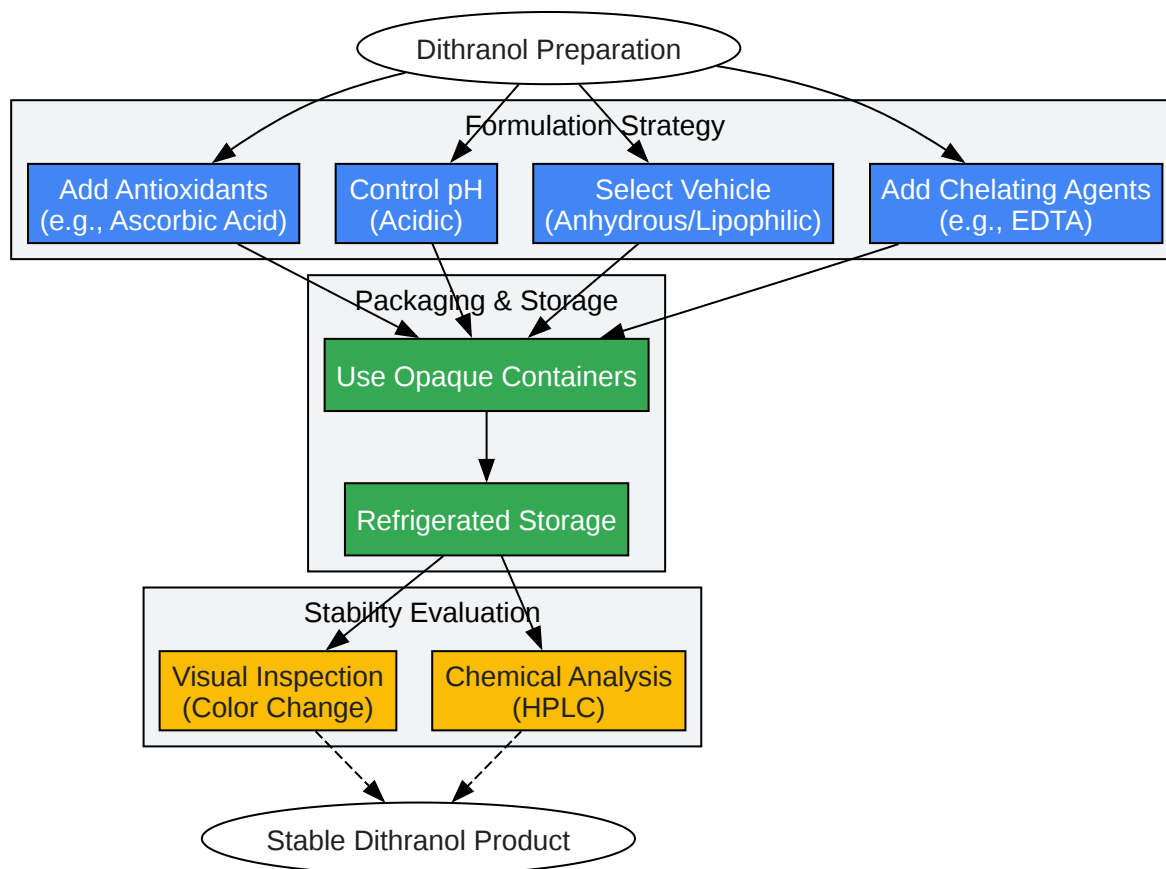 Dithranol Preparation
Formulation Strategy
Add Antioxidants
(e.g., Ascorbic Acid)
Control pH
(Acidic)
Select Vehicle
(Anhydrous/Lipophilic)
Add Chelating Agents
(e.g., EDTA)
Packaging & Storage
Use Opaque Containers
Refrigerated Storage
Stability Evaluation
Visual Inspection
(Color Change)
Chemical Analysis
(HPLC)
Stable Dithranol Product